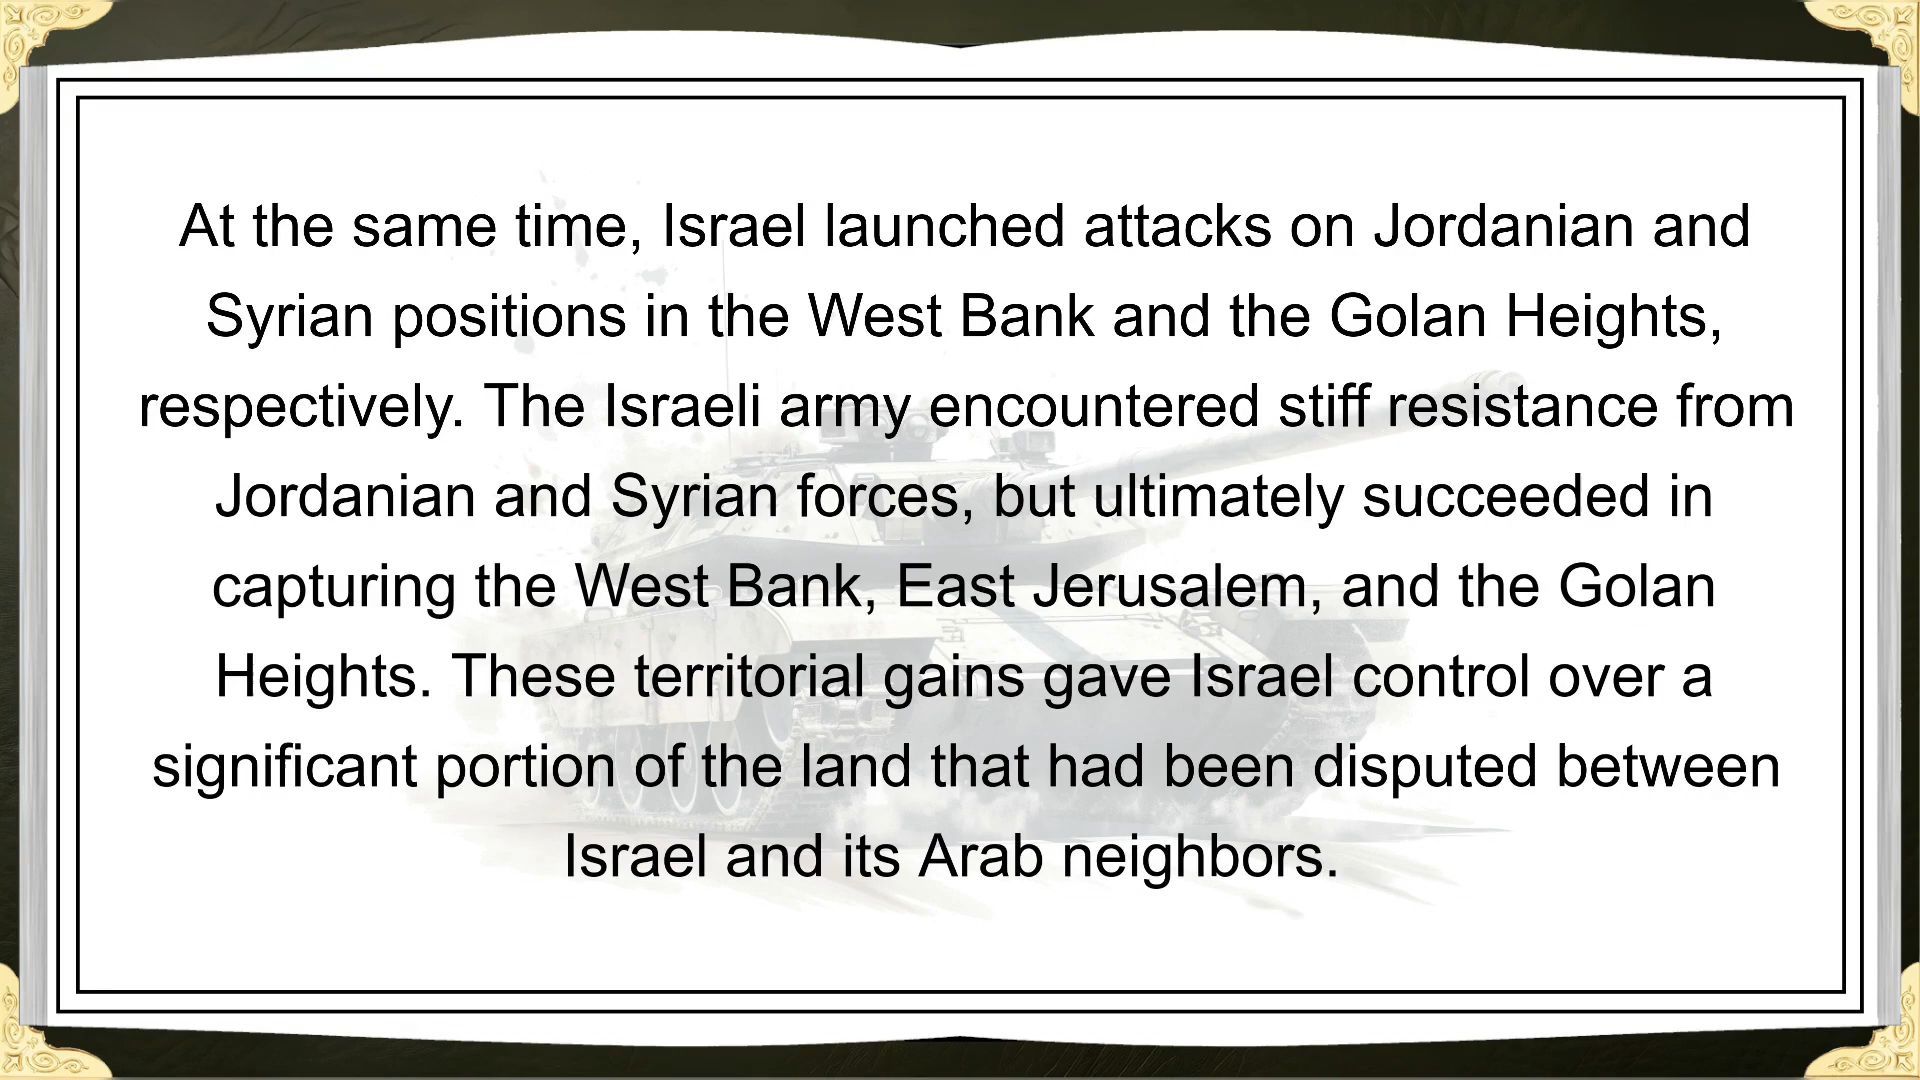 At the same time, Israel launched attacks on Jordanian and
Syrian positions in the West Bank and the Golan Heights,
respectively. The Israeli army encountered stiff resistance from
Jordanian and Syrian forces, but ultimately succeeded in
capturing the West Bank, East Jerusalem, and the Golan
Heights. These territorial gains gave Israel control over a
significant portion of the land that had been disputed between
Israel and its Arab neighbors.